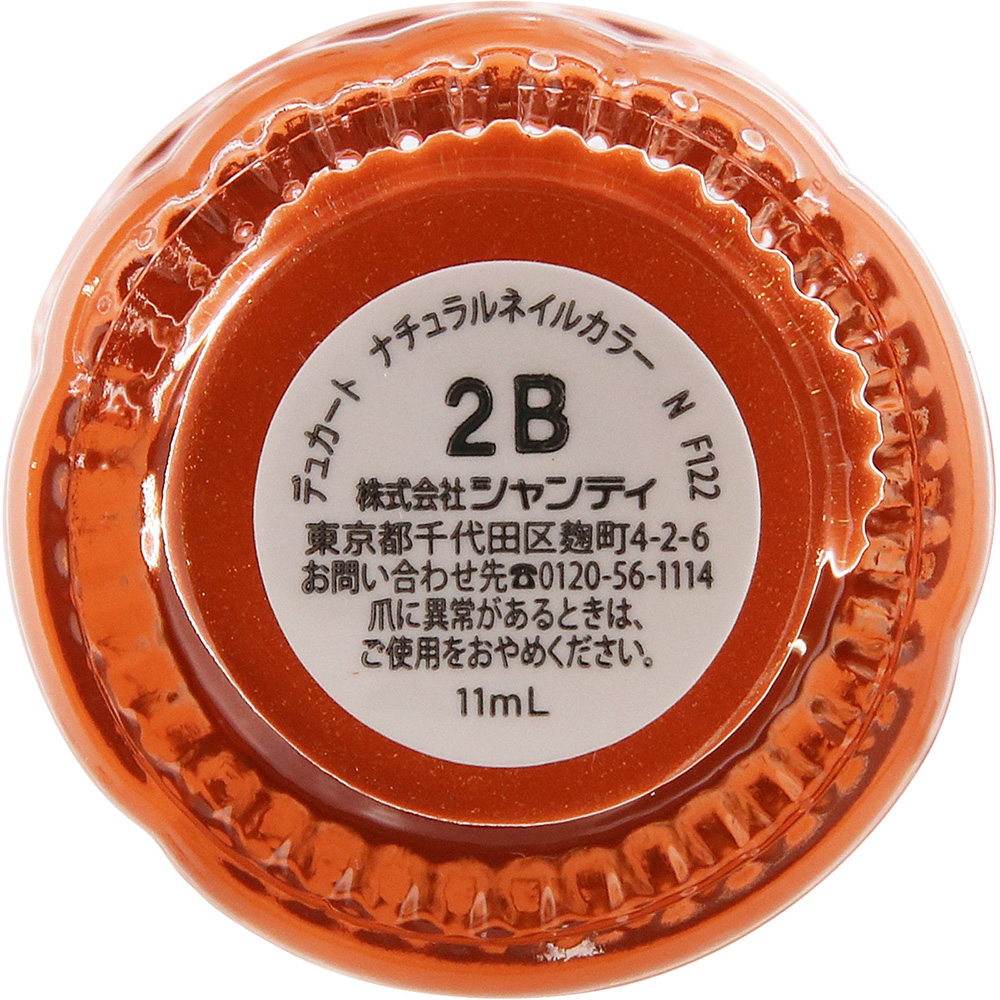 デュカート ナチュラルネイルカラー N F122
2B
株式会社シャンティ
東京都千代田区麹町4-2-6
お問い合わせ先☎0120-56-1114
爪に異常があるときは、
ご使用をおやめください。
11mL